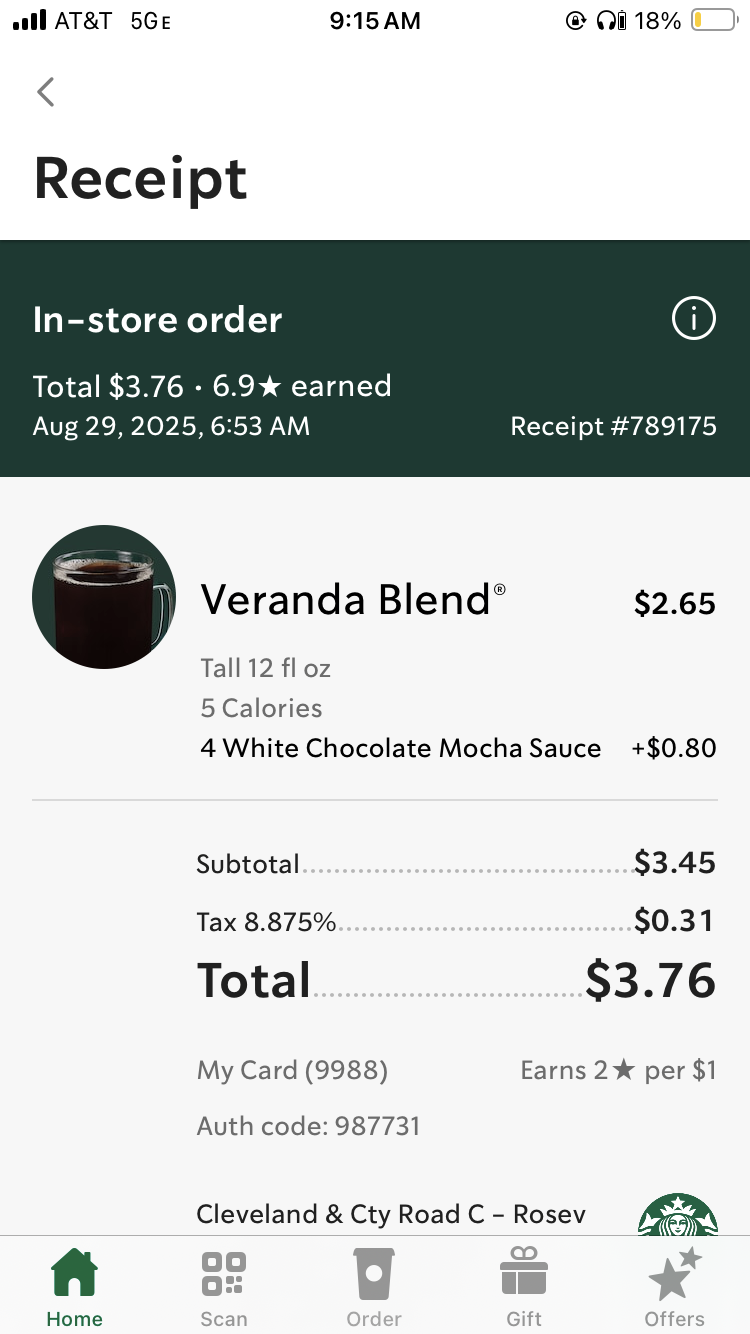 AT&T 5GE 9:15 AM 18%
Receipt
In-store order
Total $3.76 · 6.9★ earned
Aug 29, 2025, 6:53 AM Receipt #789175
Veranda Blend® $2.65
Tall 12 fl oz
5 Calories
4 White Chocolate Mocha Sauce +$0.80
Subtotal $3.45
Tax 8.875% $0.31
Total $3.76
My Card (9988) Earns 2★ per $1
Auth code: 987731
Cleveland & Cty Road C – Rosev
Home Scan Order Gift Offers